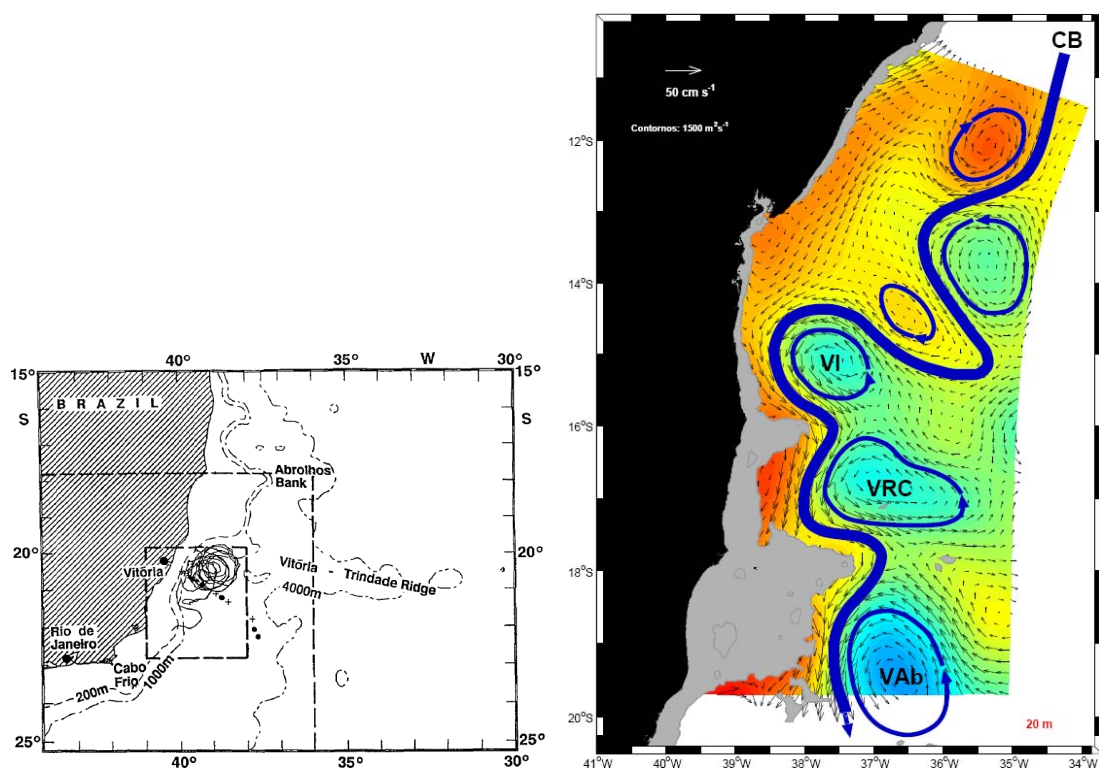 40° 35° W 30°
15°
15°
S
S
BRAZIL
Abrolhos
Bank
20°
20°
Vitória
Vitória - Trindade Ridge
4000m
Rio de
Janeiro
Cabo
Frio
200m
1000m
25°
25°
40° 35° 30°
CB
50 cm s-1
Contornos: 1500 m2s-1
12°S
14°S
VI
16°S
VRC
18°S
VAb
20°S
20 m
41°W 40°W 39°W 38°W 37°W 36°W 35°W 34°W